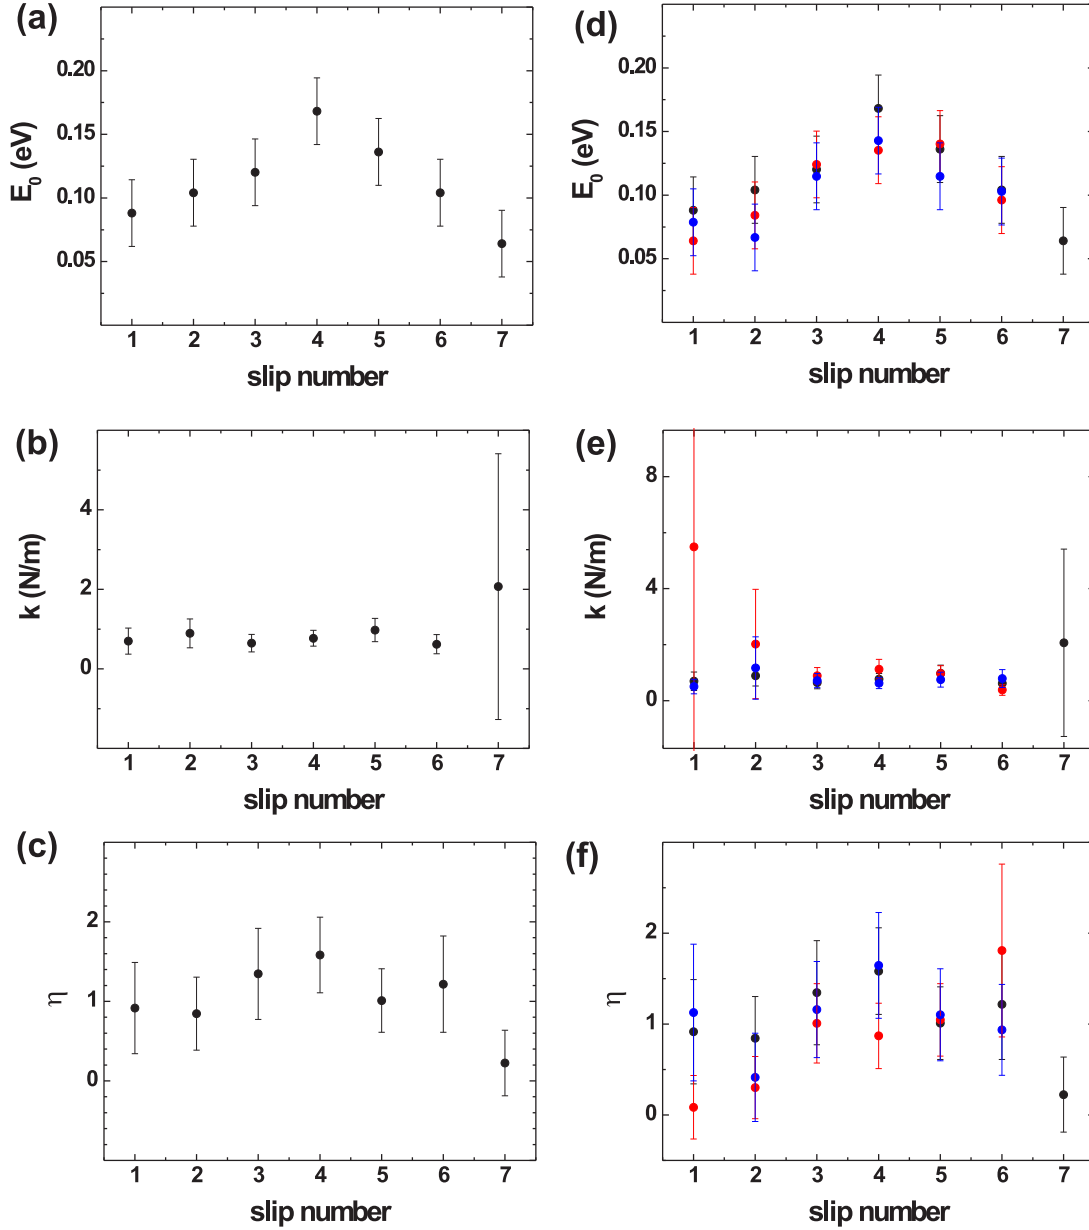 (a)
E0 (eV)
0.20
0.15
0.10
0.05
1 2 3 4 5 6 7
slip number
(b)
k (N/m)
4
2
0
1 2 3 4 5 6 7
slip number
(c)
η
2
1
0
1 2 3 4 5 6 7
slip number
(d)
E0 (eV)
0.20
0.15
0.10
0.05
1 2 3 4 5 6 7
slip number
(e)
k (N/m)
8
4
0
1 2 3 4 5 6 7
slip number
(f)
η
2
1
0
1 2 3 4 5 6 7
slip number